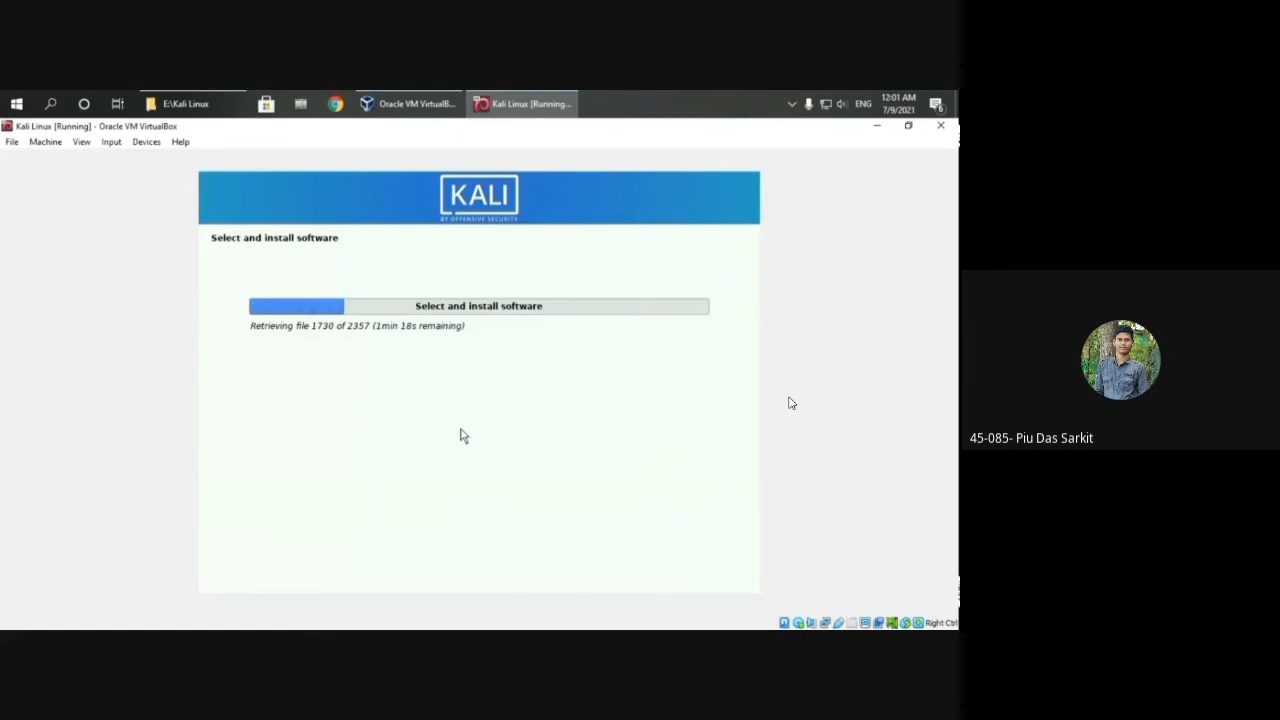 E:\Kali Linux
Oracle VM VirtualB...
Kali Linux [Running...
ENG
12:01 AM
7/9/2021
6
Kali Linux [Running] - Oracle VM VirtualBox
File Machine View Input Devices Help
KALI
BY OFFENSIVE SECURITY
Select and install software
Select and install software
Retrieving file 1730 of 2357 (1min 18s remaining)
45-085- Piu Das Sarkit
Right Ctrl